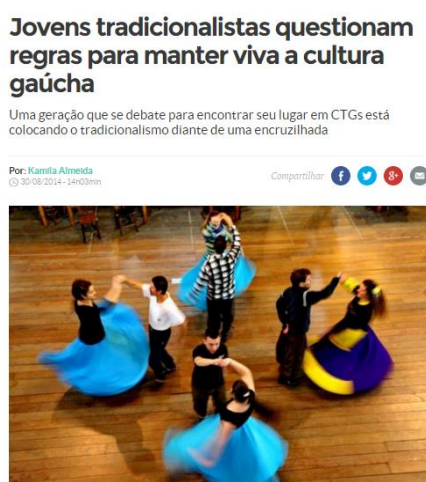 Jovens tradicionalistas questionam
regras para manter viva a cultura
gaúcha
Uma geração que se debate para encontrar seu lugar em CTGs está
colocando o tradicionalismo diante de uma encruzilhada
Por: Kamila Almeida
30/08/2014 - 14h03min
Compartilhar